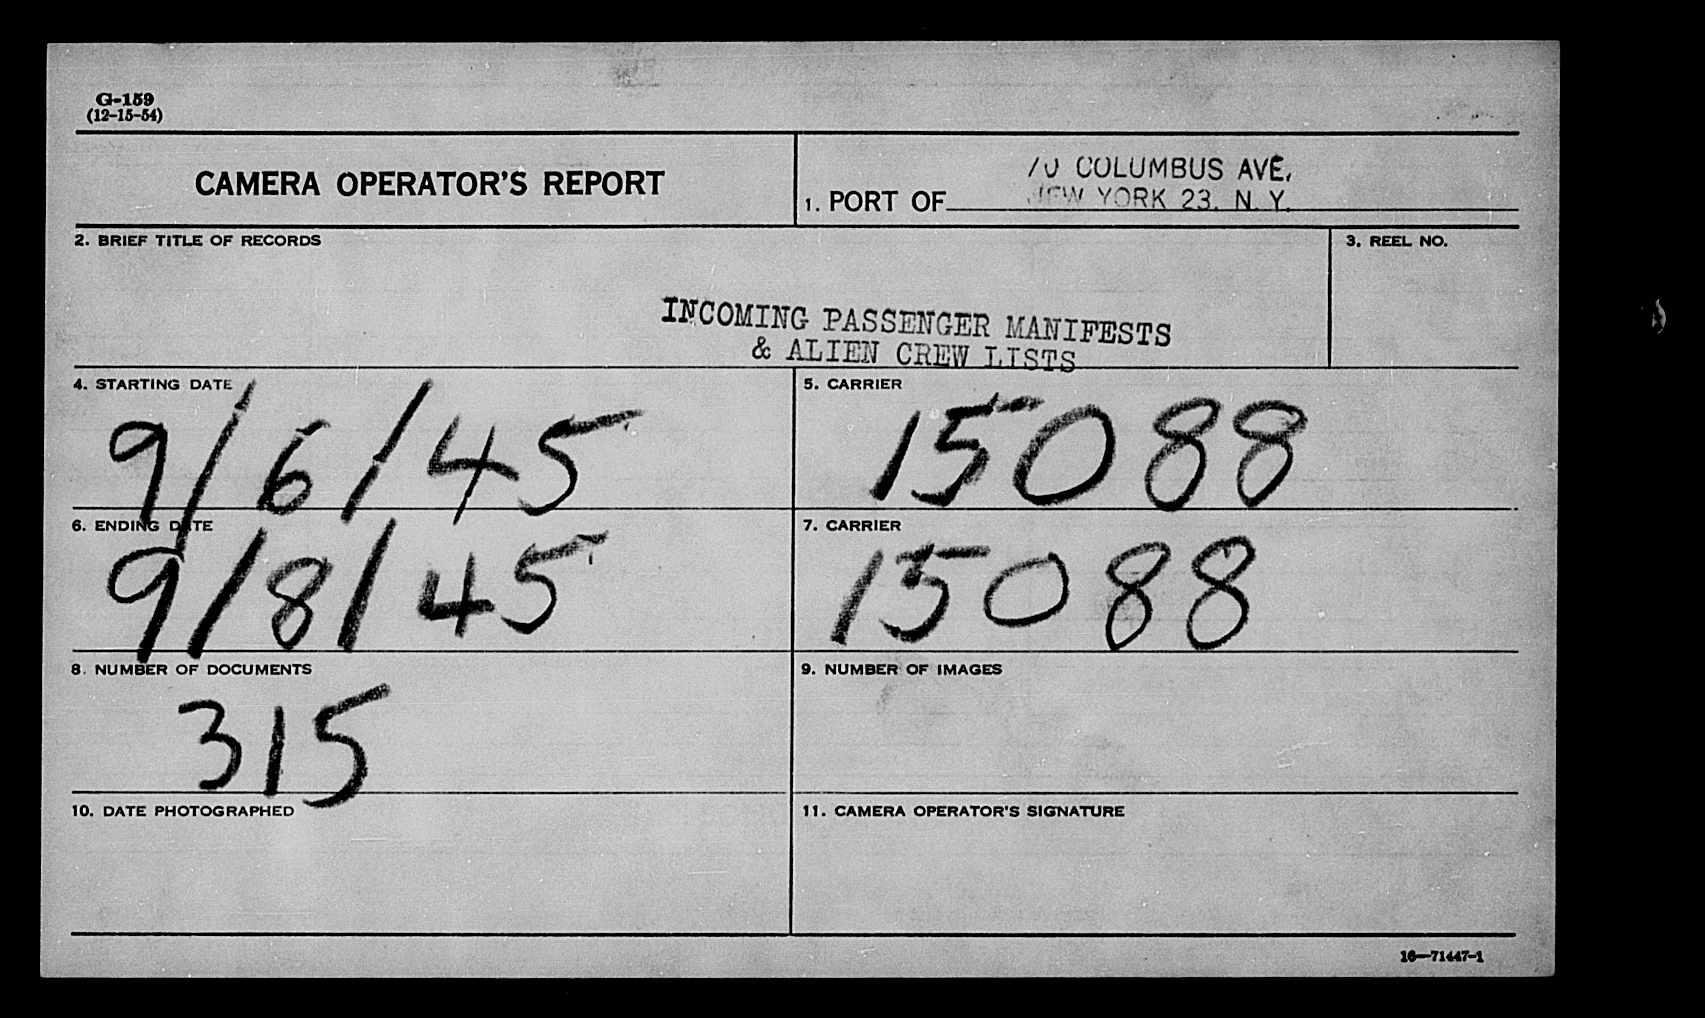 G-159
(12-15-54)
CAMERA OPERATOR'S REPORT
1. PORT OF
70 COLUMBUS AVE,
NEW YORK 23. N. Y.
2. BRIEF TITLE OF RECORDS
INCOMING PASSENGER MANIFESTS
& ALIEN CREW LISTS
3. REEL NO.
4. STARTING DATE
9/6/45
5. CARRIER
15088
6. ENDING DATE
9/8/45
7. CARRIER
15088
8. NUMBER OF DOCUMENTS
315
9. NUMBER OF IMAGES
10. DATE PHOTOGRAPHED
11. CAMERA OPERATOR'S SIGNATURE
16—71447-1